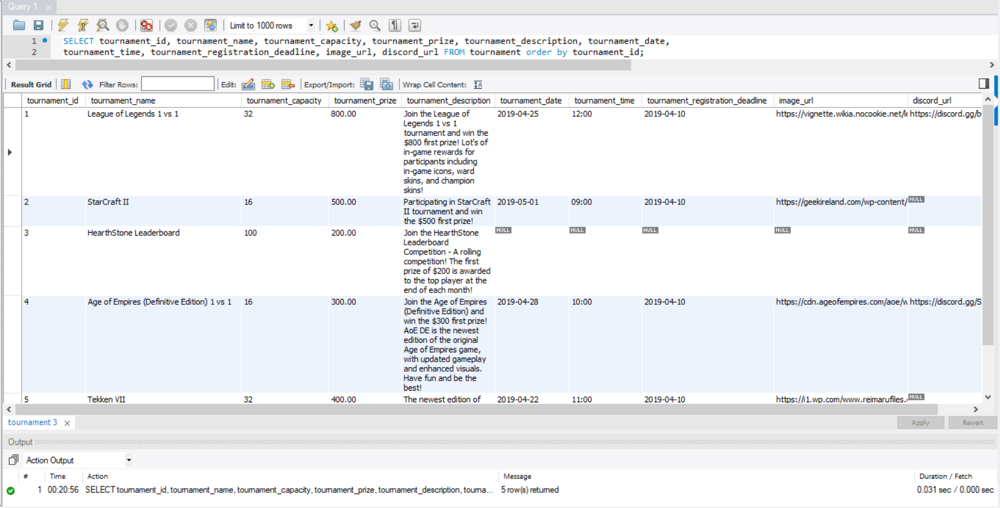 Query 1
Limit to 1000 rows
1 SELECT tournament_id, tournament_name, tournament_capacity, tournament_prize, tournament_description, tournament_date,
2 tournament_time, tournament_registration_deadline, image_url, discord_url FROM tournament order by tournament_id;
Result Grid Filter Rows: Edit: Export/Import: Wrap Cell Content:
tournament_id tournament_name tournament_capacity tournament_prize tournament_description tournament_date tournament_time tournament_registration_deadline image_url discord_url
1 League of Legends 1 vs 1 32 800.00 Join the League of 2019-04-25 12:00 2019-04-10 https://vignette.wikia.nocookie.net/le https://discord.gg/b
Legends 1 vs 1
tournament and win the
$800 first prize! Lot's of
in-game rewards for
participants including
in-game icons, ward
skins, and champion
skins!
2 StarCraft II 16 500.00 Participating in StarCraft 2019-05-01 09:00 2019-04-10 https://geekireland.com/wp-content/ NULL
II tournament and win
the $500 first prize!
3 HearthStone Leaderboard 100 200.00 Join the HearthStone NULL NULL NULL NULL NULL
Leaderboard
Competition - A rolling
competition! The first
prize of $200 is awarded
to the top player at the
end of each month!
4 Age of Empires (Definitive Edition) 1 vs 1 16 300.00 Join the Age of Empires 2019-04-28 10:00 2019-04-10 https://cdn.ageofempires.com/aoe/w https://discord.gg/S
(Definitive Edition) and
win the $300 first prize!
AoE DE is the newest
edition of the original
Age of Empires game,
with updated gameplay
and enhanced visuals.
Have fun and be the
best!
5 Tekken VII 32 400.00 The newest edition of 2019-04-22 11:00 2019-04-10 https://i1.wp.com/www.reimarufiles. NULL
tournament 3
Apply Revert
Output
Action Output
# Time Action Message Duration / Fetch
1 00:20:56 SELECT tournament_id, tournament_name, tournament_capacity, tournament_prize, tournament_description, tourna... 5 row(s) returned 0.031 sec / 0.000 sec